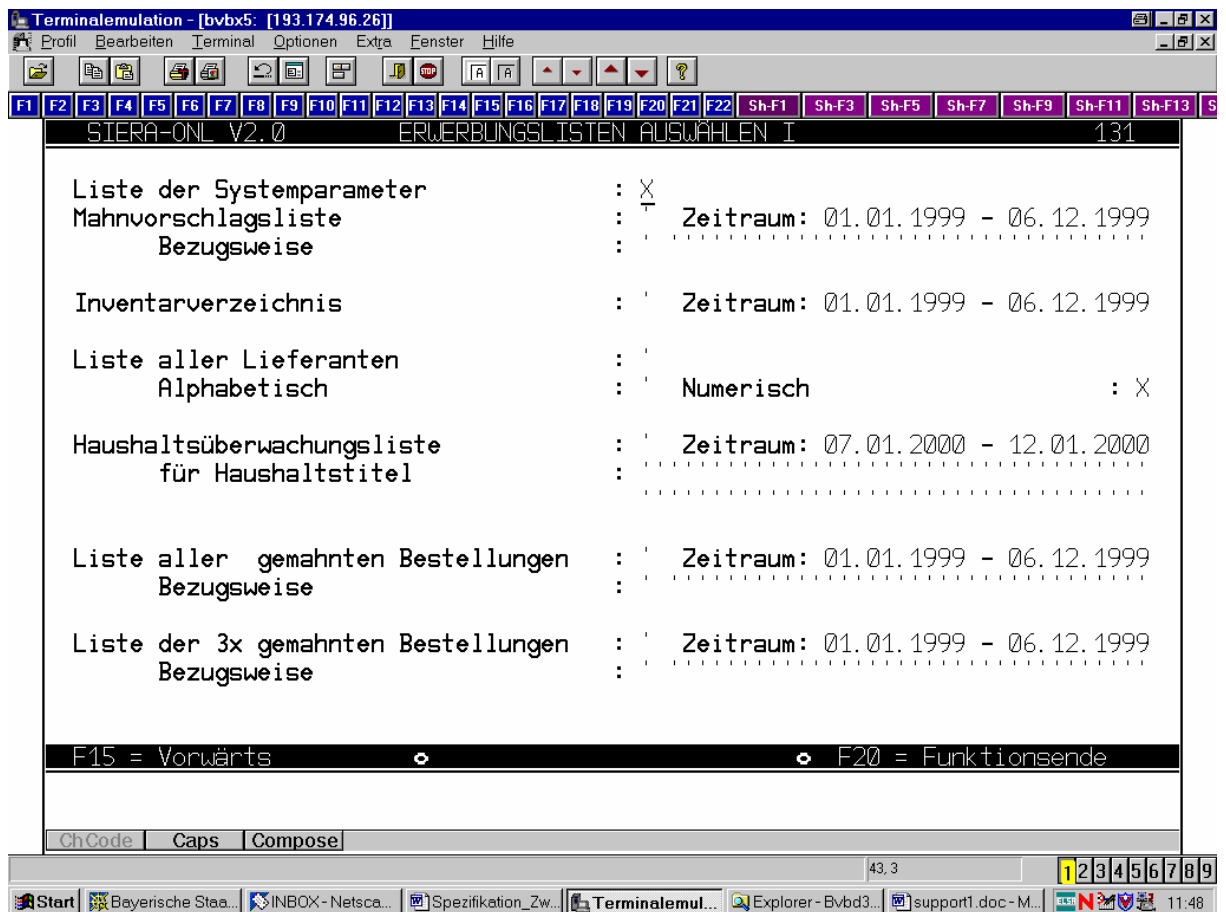 Terminalemulation - [bvbx5: [193.174.96.26]]
Profil Bearbeiten Terminal Optionen Extra Fenster Hilfe
STOP A A ?
F1 F2 F3 F4 F5 F6 F7 F8 F9 F10 F11 F12 F13 F14 F15 F16 F17 F18 F19 F20 F21 F22 Sh-F1 Sh-F3 Sh-F5 Sh-F7 Sh-F9 Sh-F11 Sh-F13 S
SIERA-ONL V2.0 ERWERBUNGSLISTEN AUSWÄHLEN I 131
Liste der Systemparameter : X
Mahnvorschlagsliste : ' Zeitraum: 01.01.1999 - 06.12.1999
Bezugsweise :
Inventarverzeichnis : ' Zeitraum: 01.01.1999 - 06.12.1999
Liste aller Lieferanten : '
Alphabetisch : ' Numerisch : X
Haushaltsüberwachungsliste : ' Zeitraum: 07.01.2000 - 12.01.2000
für Haushaltstitel :
Liste aller gemahnten Bestellungen : ' Zeitraum: 01.01.1999 - 06.12.1999
Bezugsweise :
Liste der 3x gemahnten Bestellungen : ' Zeitraum: 01.01.1999 - 06.12.1999
Bezugsweise :
F15 = Vorwärts F20 = Funktionsende
ChCode Caps Compose
43, 3 1 2 3 4 5 6 7 8 9
Start Bayerische Staa... INBOX - Netsca... Spezifikation_Zw... Terminalemul... Explorer - Bvbd3... support1.doc - M... N 11:48